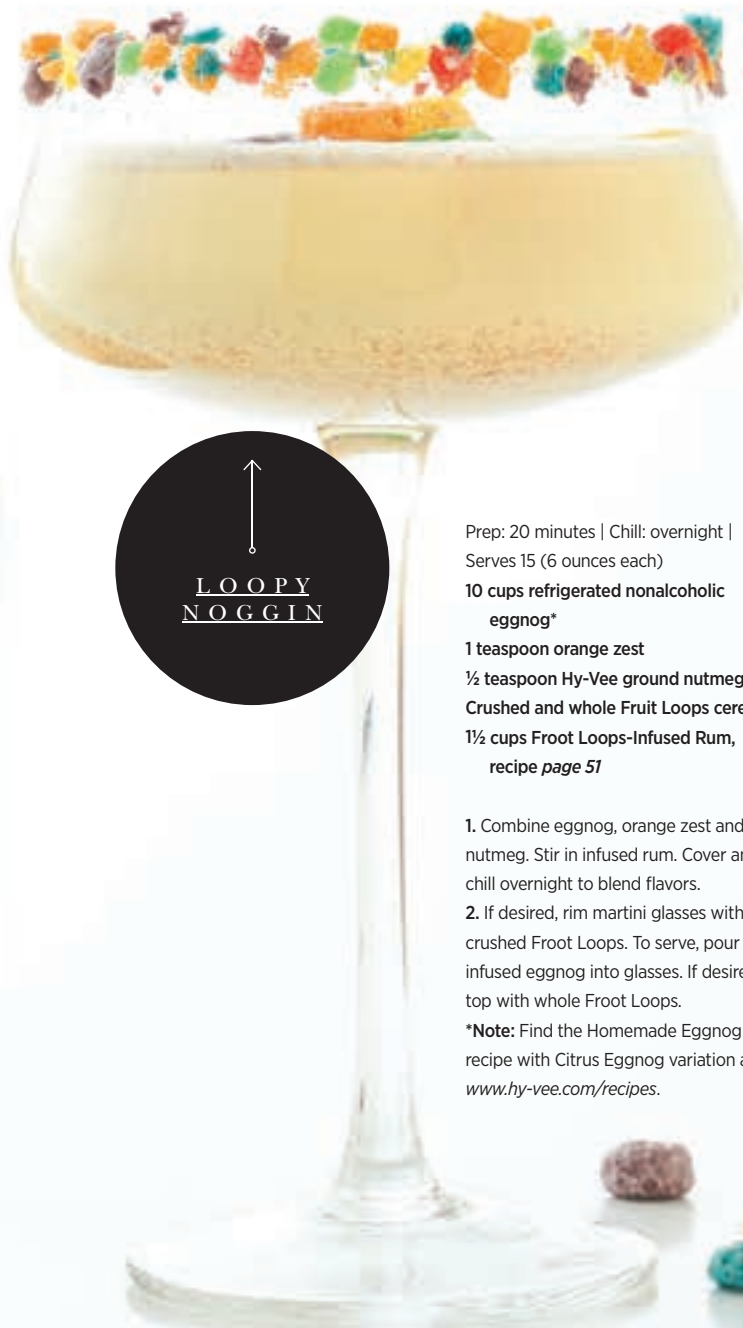 LOOPY
NOGGIN
Prep: 20 minutes | Chill: overnight |
Serves 15 (6 ounces each)
10 cups refrigerated nonalcoholic
eggnog*
1 teaspoon orange zest
½ teaspoon Hy-Vee ground nutmeg
Crushed and whole Fruit Loops
1½ cups Froot Loops-Infused Rum,
recipe page 51
1. Combine eggnog, orange zest and
nutmeg. Stir in infused rum. Cover
chill overnight to blend flavors.
2. If desired, rim martini glasses with
crushed Froot Loops. To serve, pour
infused eggnog into glasses. If
top with whole Froot Loops.
*Note: Find the Homemade Eggnog
recipe with Citrus Eggnog variation
www.hy-vee.com/recipes.